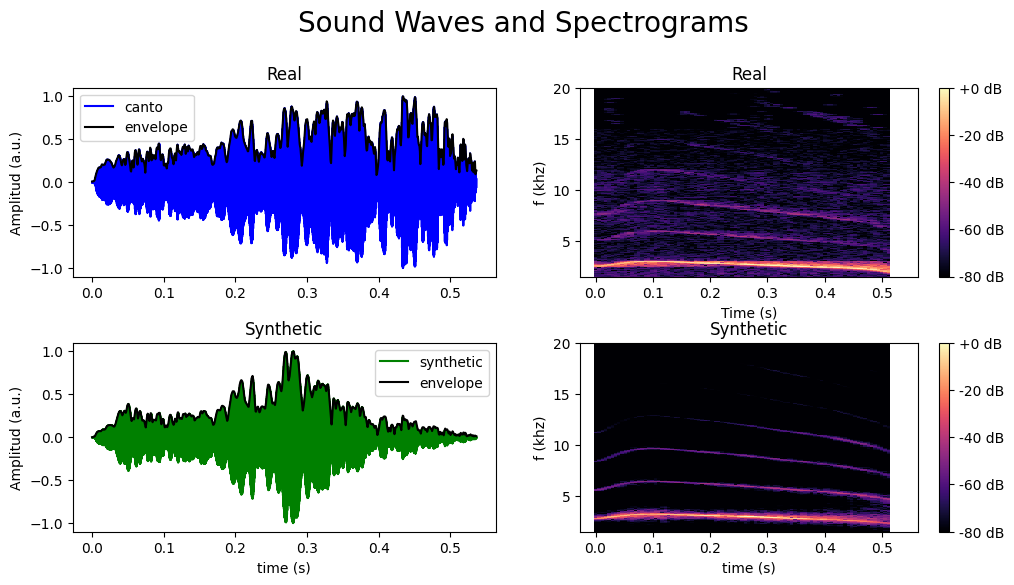 Sound Waves and Spectrograms
Real
Amplitud (a.u.)
1.0
0.5
0.0
−0.5
−1.0
canto
envelope
0.0 0.1 0.2 0.3 0.4 0.5
Real
f (khz)
20
15
10
5
0.0 0.1 0.2 0.3 0.4 0.5
Time (s)
+0 dB
-20 dB
-40 dB
-60 dB
-80 dB
Synthetic
Amplitud (a.u.)
1.0
0.5
0.0
−0.5
−1.0
synthetic
envelope
0.0 0.1 0.2 0.3 0.4 0.5
time (s)
Synthetic
f (khz)
20
15
10
5
0.0 0.1 0.2 0.3 0.4 0.5
time (s)
+0 dB
-20 dB
-40 dB
-60 dB
-80 dB